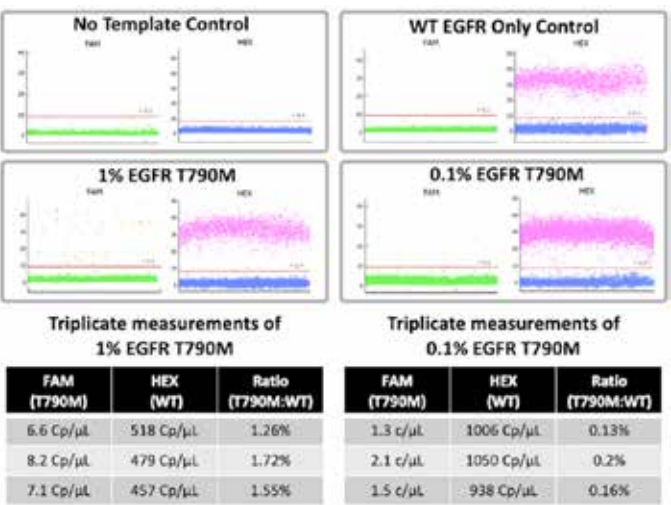 No Template Control
FAM
HEX
WT EGFR Only Control
FAM
HEX
1% EGFR T790M
FAM
HEX
0.1% EGFR T790M
FAM
HEX
Triplicate measurements of
1% EGFR T790M
FAM (T790M) HEX (WT) Ratio (T790M:WT)
6.6 Cp/µL 518 Cp/µL 1.26%
8.2 Cp/µL 479 Cp/µL 1.72%
7.1 Cp/µL 457 Cp/µL 1.55%
Triplicate measurements of
0.1% EGFR T790M
FAM (T790M) HEX (WT) Ratio (T790M:WT)
1.3 c/µL 1006 Cp/µL 0.13%
2.1 c/µL 1050 Cp/µL 0.2%
1.5 c/µL 938 Cp/µL 0.16%